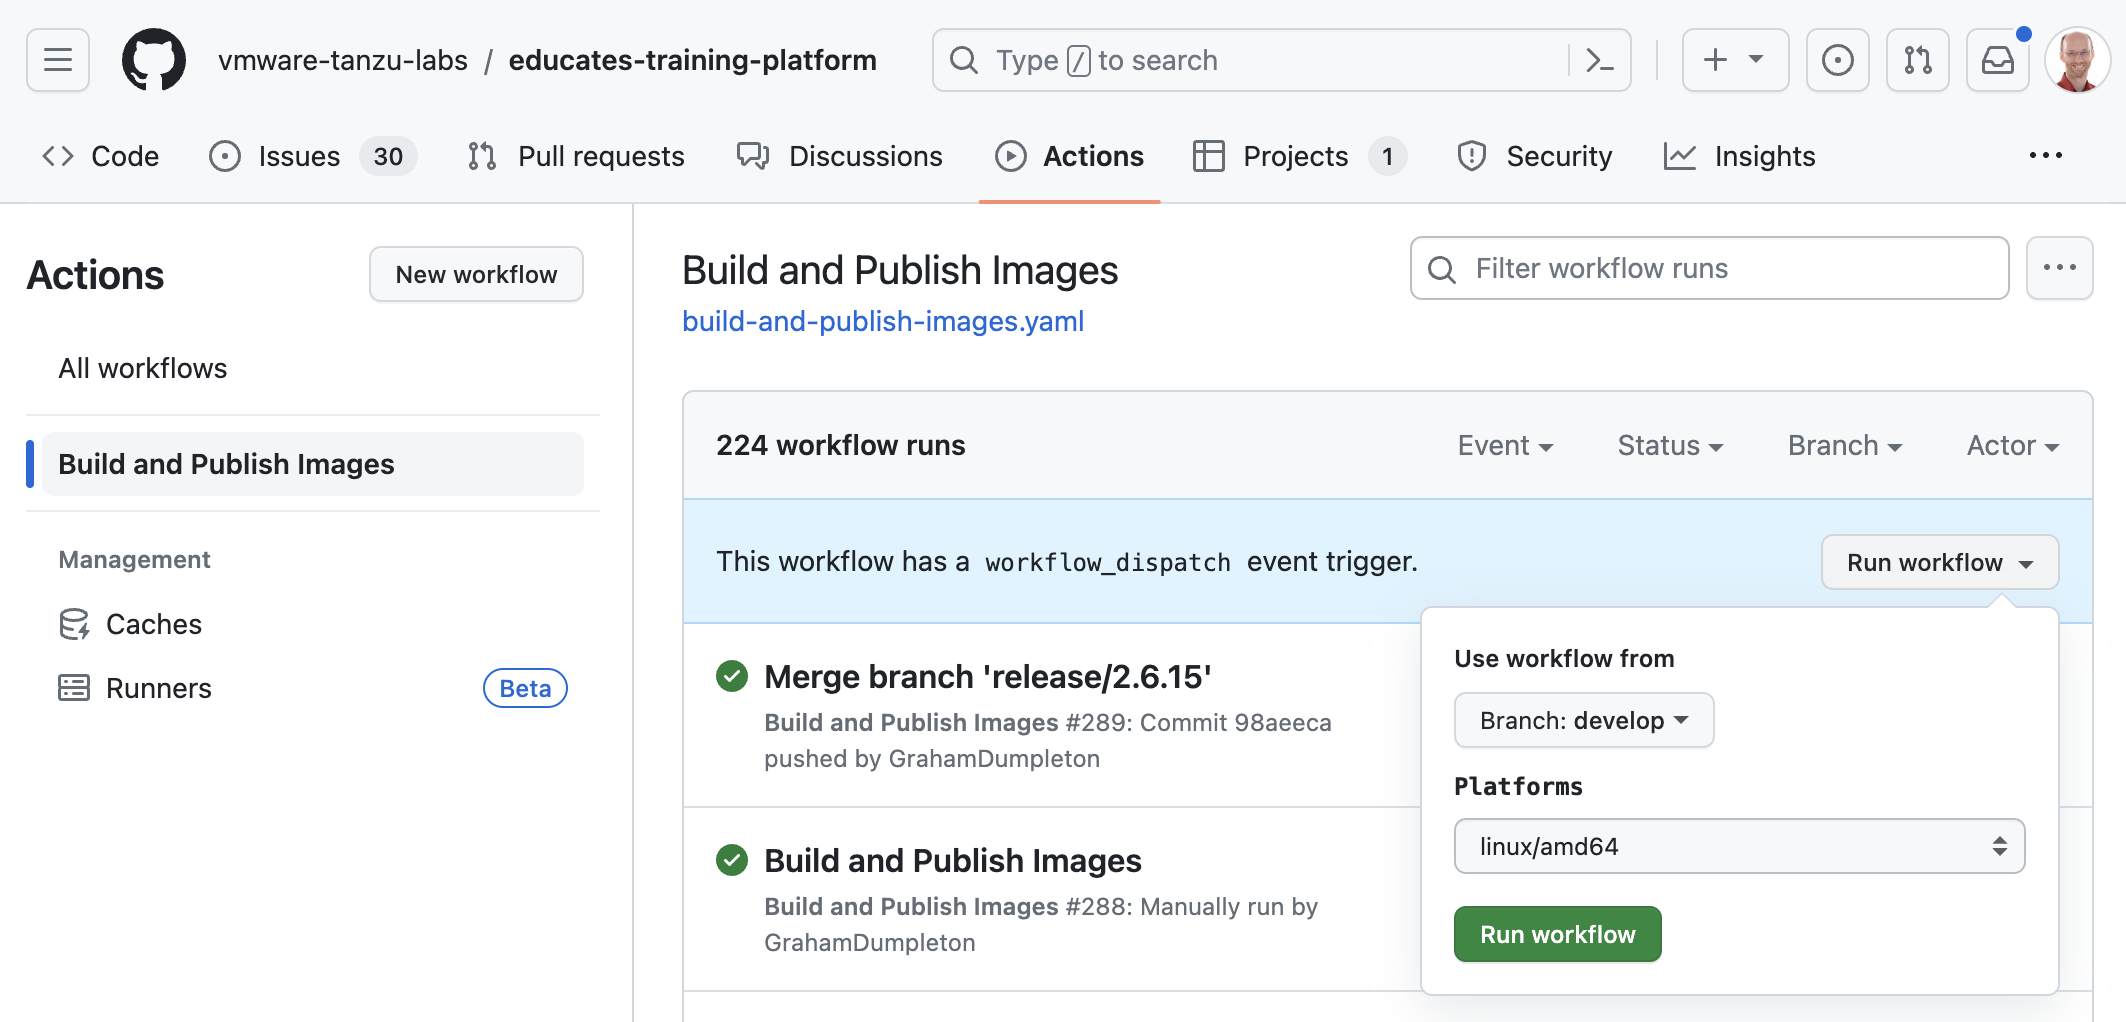 vmware-tanzu-labs / educates-training-platform
Type / to search
Code
Issues 30
Pull requests
Discussions
Actions
Projects 1
Security
Insights
Actions
New workflow
All workflows
Build and Publish Images
Management
Caches
Runners
Beta
Build and Publish Images
build-and-publish-images.yaml
Filter workflow runs
224 workflow runs
Event
Status
Branch
Actor
This workflow has a workflow_dispatch event trigger.
Run workflow
Merge branch 'release/2.6.15'
Build and Publish Images #289: Commit 98aeeca
pushed by GrahamDumpleton
Build and Publish Images
Build and Publish Images #288: Manually run by
GrahamDumpleton
Use workflow from
Branch: develop
Platforms
linux/amd64
Run workflow